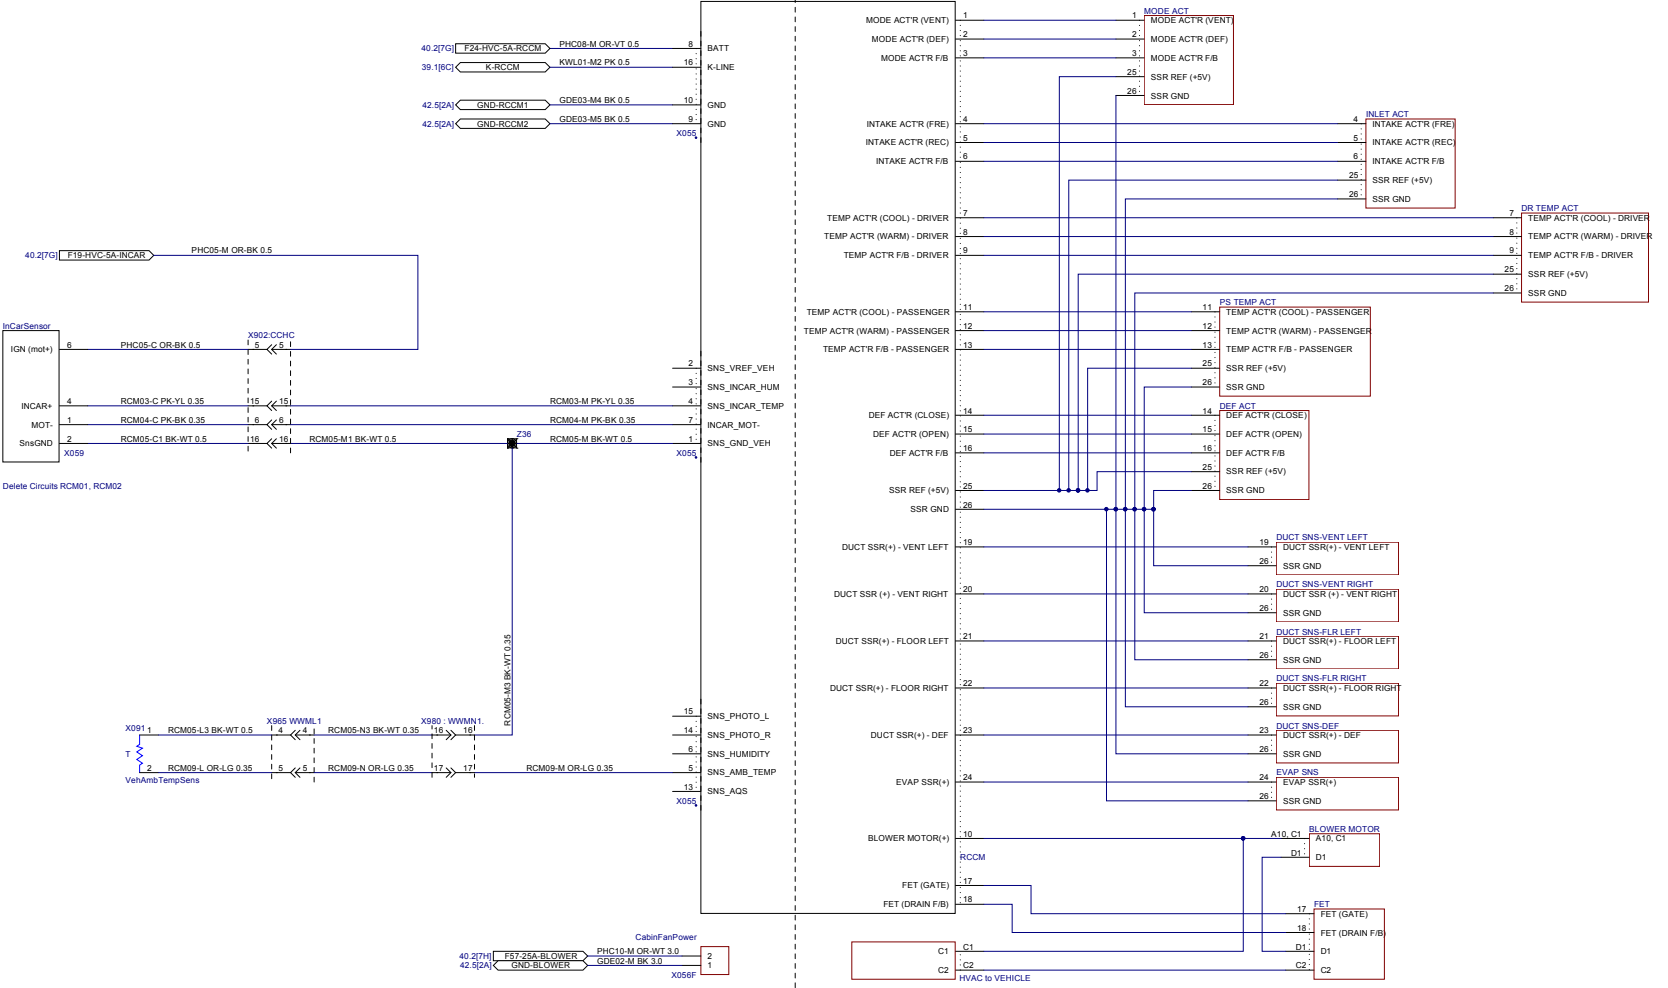 40.2[7G] F24-HVC-5A-RCCM PHC08-M OR-VT 0.5 8 BATT
39.1[6C] K-RCCM KWL01-M2 PK 0.5 16 K-LINE
42.5[2A] GND-RCCM1 GDE03-M4 BK 0.5 10 GND
42.5[2A] GND-RCCM2 GDE03-M5 BK 0.5 9 GND
X055
40.2[7G] F19-HVC-5A-INCAR PHC05-M OR-BK 0.5
InCarSensor
X902:CCHC
IGN (mot+) 6 PHC05-C OR-BK 0.5 5 5
INCAR+ 4 RCM03-C PK-YL 0.35 15 15 RCM03-M PK-YL 0.35 4 SNS_INCAR_TEMP
MOT- 1 RCM04-C PK-BK 0.35 6 6 RCM04-M PK-BK 0.35 7 INCAR_MOT-
SnsGND 2 RCM05-C1 BK-WT 0.5 16 16 RCM05-M1 BK-WT 0.5 Z36 RCM05-M BK-WT 0.5 1 SNS_GND_VEH
X059
X055
2 SNS_VREF_VEH
3 SNS_INCAR_HUM
Delete Circuits RCM01, RCM02
RCM05-M3 BK-WT 0.35
15 SNS_PHOTO_L
14 SNS_PHOTO_R
6 SNS_HUMIDITY
X091 X965 WWML1 X980 : WWMN1.
1 RCM05-L3 BK-WT 0.5 4 4 RCM05-N3 BK-WT 0.35 16 16
T
2 RCM09-L OR-LG 0.35 5 5 RCM09-N OR-LG 0.35 17 17 RCM09-M OR-LG 0.35 5 SNS_AMB_TEMP
VehAmbTempSens
13 SNS_AQS
X055
CabinFanPower
40.2[7H] F57-25A-BLOWER PHC10-M OR-WT 3.0 2
42.5[2A] GND-BLOWER GDE02-M BK 3.0 1
X056F
MODE ACT
MODE ACT'R (VENT) 1 1 MODE ACT'R (VENT)
MODE ACT'R (DEF) 2 2 MODE ACT'R (DEF)
MODE ACT'R F/B 3 3 MODE ACT'R F/B
25 SSR REF (+5V)
26 SSR GND
INLET ACT
INTAKE ACT'R (FRE) 4 4 INTAKE ACT'R (FRE)
INTAKE ACT'R (REC) 5 5 INTAKE ACT'R (REC)
INTAKE ACT'R F/B 6 6 INTAKE ACT'R F/B
25 SSR REF (+5V)
26 SSR GND
DR TEMP ACT
TEMP ACT'R (COOL) - DRIVER 7 7 TEMP ACT'R (COOL) - DRIVER
TEMP ACT'R (WARM) - DRIVER 8 8 TEMP ACT'R (WARM) - DRIVER
TEMP ACT'R F/B - DRIVER 9 9 TEMP ACT'R F/B - DRIVER
25 SSR REF (+5V)
26 SSR GND
PS TEMP ACT
TEMP ACT'R (COOL) - PASSENGER 11 11 TEMP ACT'R (COOL) - PASSENGER
TEMP ACT'R (WARM) - PASSENGER 12 12 TEMP ACT'R (WARM) - PASSENGER
TEMP ACT'R F/B - PASSENGER 13 13 TEMP ACT'R F/B - PASSENGER
25 SSR REF (+5V)
26 SSR GND
DEF ACT
DEF ACT'R (CLOSE) 14 14 DEF ACT'R (CLOSE)
DEF ACT'R (OPEN) 15 15 DEF ACT'R (OPEN)
DEF ACT'R F/B 16 16 DEF ACT'R F/B
25 SSR REF (+5V)
SSR REF (+5V) 25 26 SSR GND
SSR GND 26
DUCT SNS-VENT LEFT
DUCT SSR(+) - VENT LEFT 19 19 DUCT SSR(+) - VENT LEFT
26 SSR GND
DUCT SNS-VENT RIGHT
DUCT SSR (+) - VENT RIGHT 20 20 DUCT SSR (+) - VENT RIGHT
26 SSR GND
DUCT SNS-FLR LEFT
DUCT SSR(+) - FLOOR LEFT 21 21 DUCT SSR(+) - FLOOR LEFT
26 SSR GND
DUCT SNS-FLR RIGHT
DUCT SSR(+) - FLOOR RIGHT 22 22 DUCT SSR(+) - FLOOR RIGHT
26 SSR GND
DUCT SNS-DEF
DUCT SSR(+) - DEF 23 23 DUCT SSR(+) - DEF
26 SSR GND
EVAP SNS
EVAP SSR(+) 24 24 EVAP SSR(+)
26 SSR GND
BLOWER MOTOR
BLOWER MOTOR(+) 10 A10, C1 A10, C1
RCCM D1 D1
FET
FET (GATE) 17 17 FET (GATE)
FET (DRAIN F/B) 18 18 FET (DRAIN F/B)
C1 C1 D1 D1
C2 C2 C2 C2
HVAC to VEHICLE